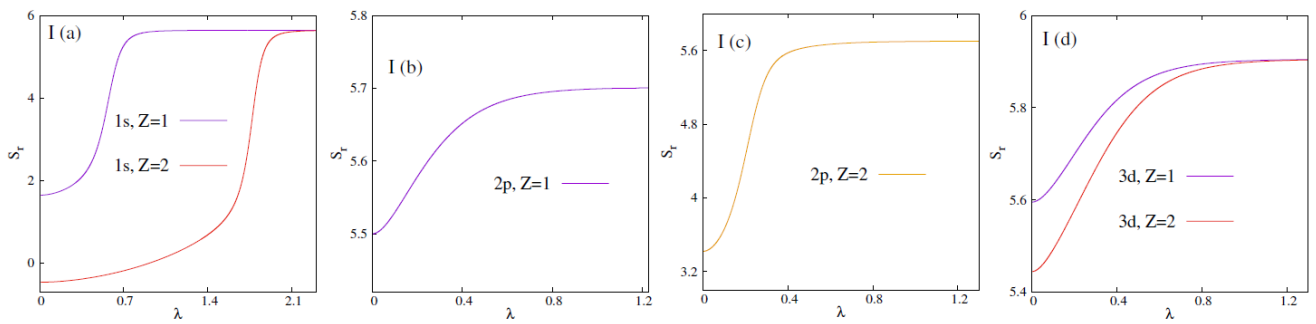 I (a)
6
4
2
0
S_r
1s, Z=1
1s, Z=2
0
0.7
1.4
2.1
λ
I (b)
5.8
5.7
5.6
5.5
S_r
2p, Z=1
0
0.4
0.8
1.2
λ
I (c)
5.6
4.8
4
3.2
S_r
2p, Z=2
0
0.4
0.8
1.2
λ
I (d)
6
5.8
5.6
5.4
S_r
3d, Z=1
3d, Z=2
0
0.4
0.8
1.2
λ